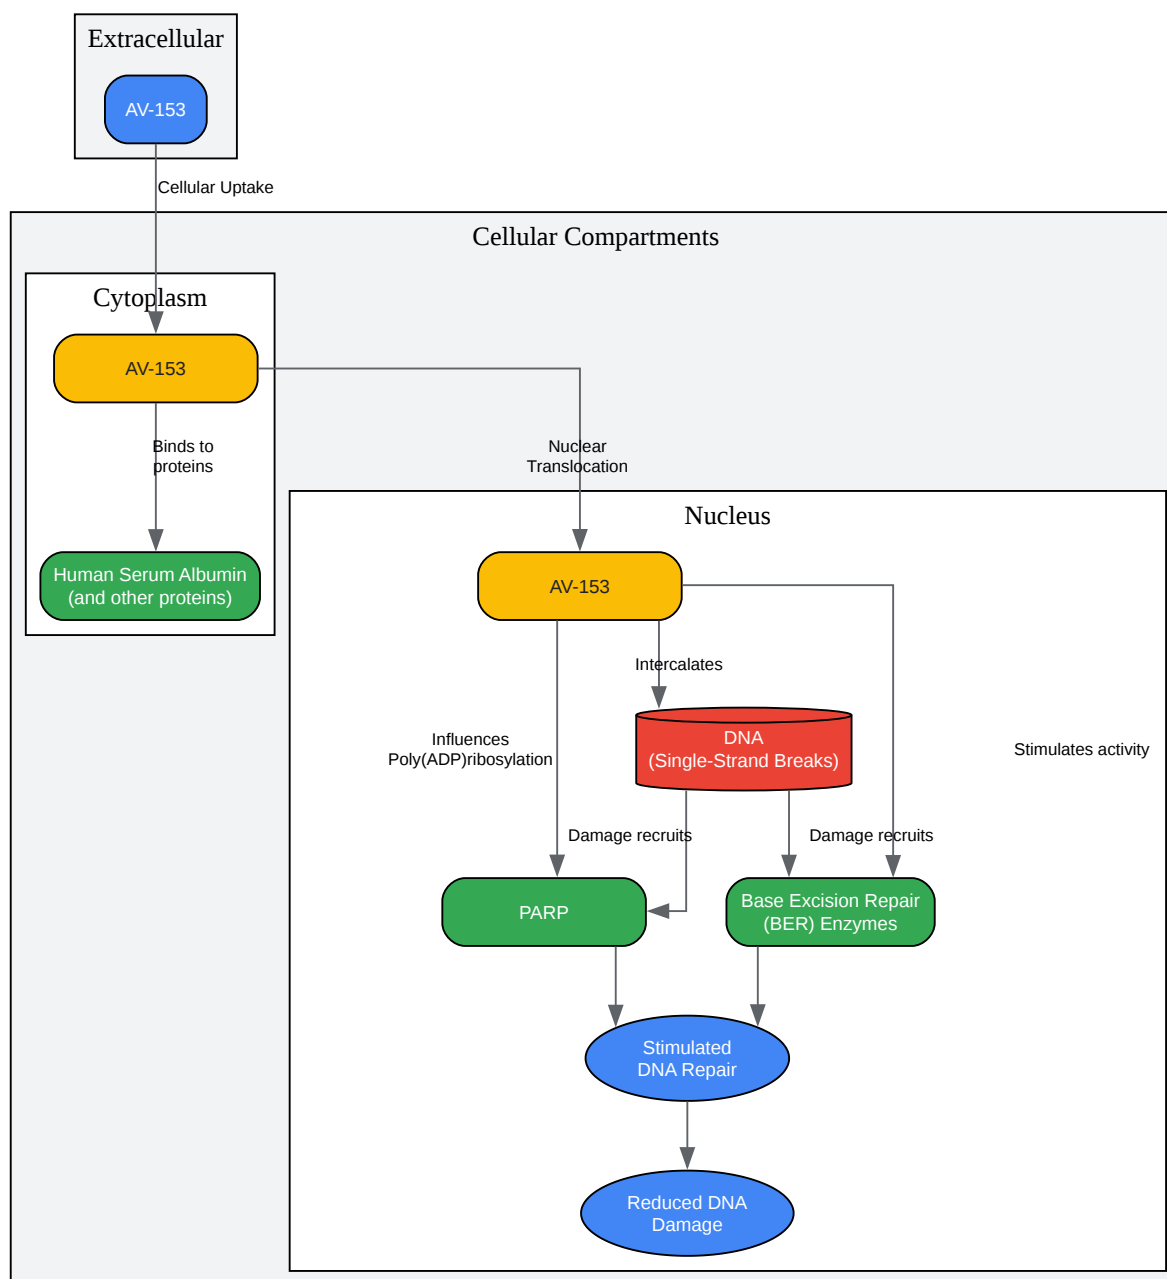 Extracellular
AV-153
Cellular Uptake
Cellular Compartments
Cytoplasm
AV-153
Binds to
proteins
Nuclear
Translocation
Nucleus
Human Serum Albumin
(and other proteins)
AV-153
Intercalates
Influences
Poly(ADP)ribosylation
DNA
(Single-Strand Breaks)
Stimulates activity
Damage recruits
Damage recruits
PARP
Base Excision Repair
(BER) Enzymes
Stimulated
DNA Repair
Reduced DNA
Damage